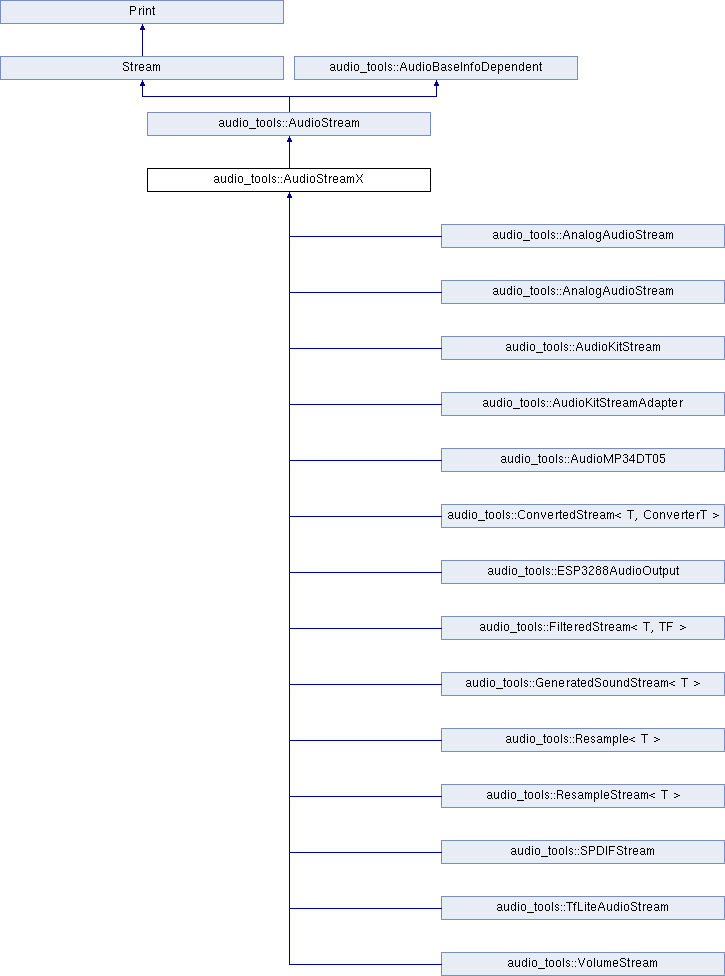 Print
Stream
audio_tools::AudioBaseInfoDependent
audio_tools::AudioStream
audio_tools::AudioStreamX
audio_tools::AnalogAudioStream
audio_tools::AnalogAudioStream
audio_tools::AudioKitStream
audio_tools::AudioKitStreamAdapter
audio_tools::AudioMP34DT05
audio_tools::ConvertedStream< T, ConverterT >
audio_tools::ESP3288AudioOutput
audio_tools::FilteredStream< T, TF >
audio_tools::GeneratedSoundStream< T >
audio_tools::Resample< T >
audio_tools::ResampleStream< T >
audio_tools::SPDIFStream
audio_tools::TfLiteAudioStream
audio_tools::VolumeStream